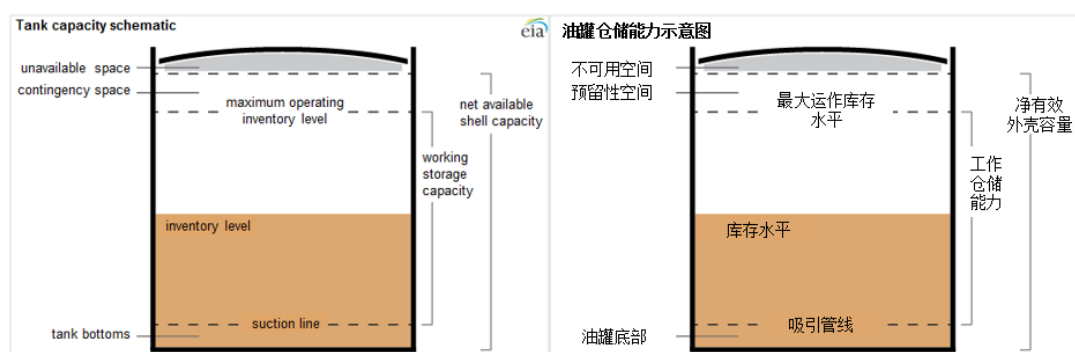 Tank capacity schematic
eia
unavailable space
contingency space
maximum operating
inventory level
net available
shell capacity
working
storage
capacity
inventory level
suction line
tank bottoms
油罐仓储能力示意图
不可用空间
预留性空间
最大运作库存
水平
净有效
外壳容量
工作
仓储
能力
库存水平
吸引管线
油罐底部